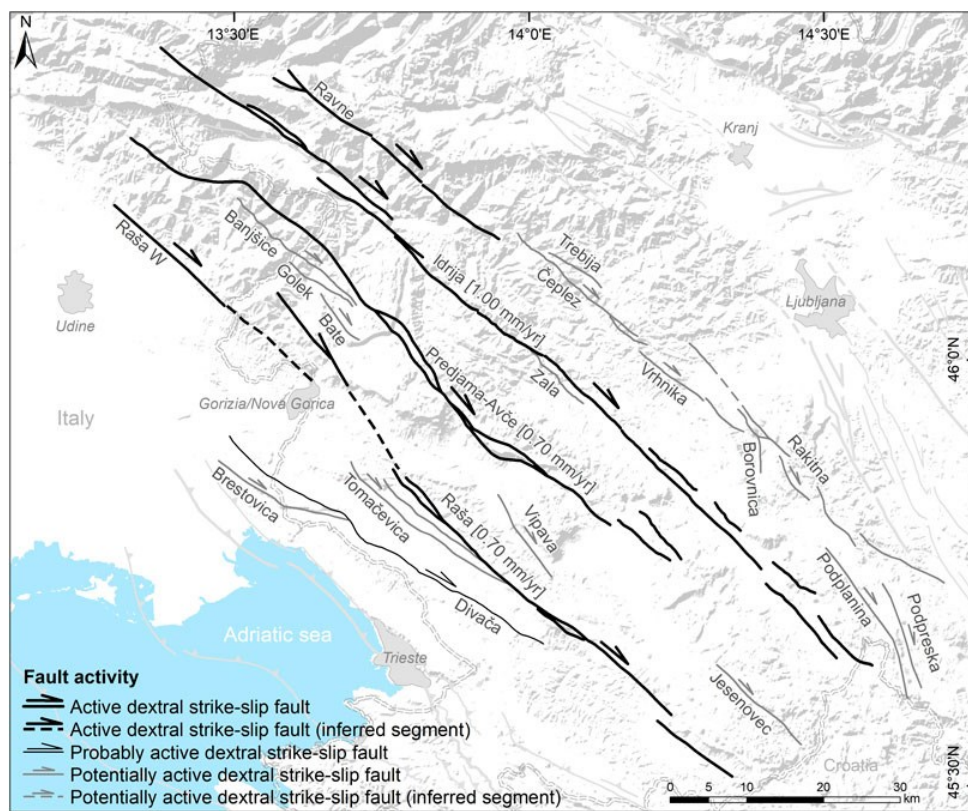 N
13°30'E
14°0'E
14°30'E
Ravne
Kranj
Raša W
Banjšice
Golek
Trebija
Čeplez
Ljubljana
Udine
Bate
Idrija [1.00 mm/yr]
46°0'N
Zala
Vrhnika
Predjama-Avče [0.70 mm/yr]
Gorizia/Nova Gorica
Italy
Borovnica
Rakitna
Brestovica
Tomačevica
Raša [0.70 mm/yr]
Vipava
Divača
Podplanina
Podpreska
Adriatic sea
Trieste
Jesenovec
Croatia
45°30'N
Fault activity
Active dextral strike-slip fault
Active dextral strike-slip fault (inferred segment)
Probably active dextral strike-slip fault
Potentially active dextral strike-slip fault
Potentially active dextral strike-slip fault (inferred segment)
0 5 10 20 30
km